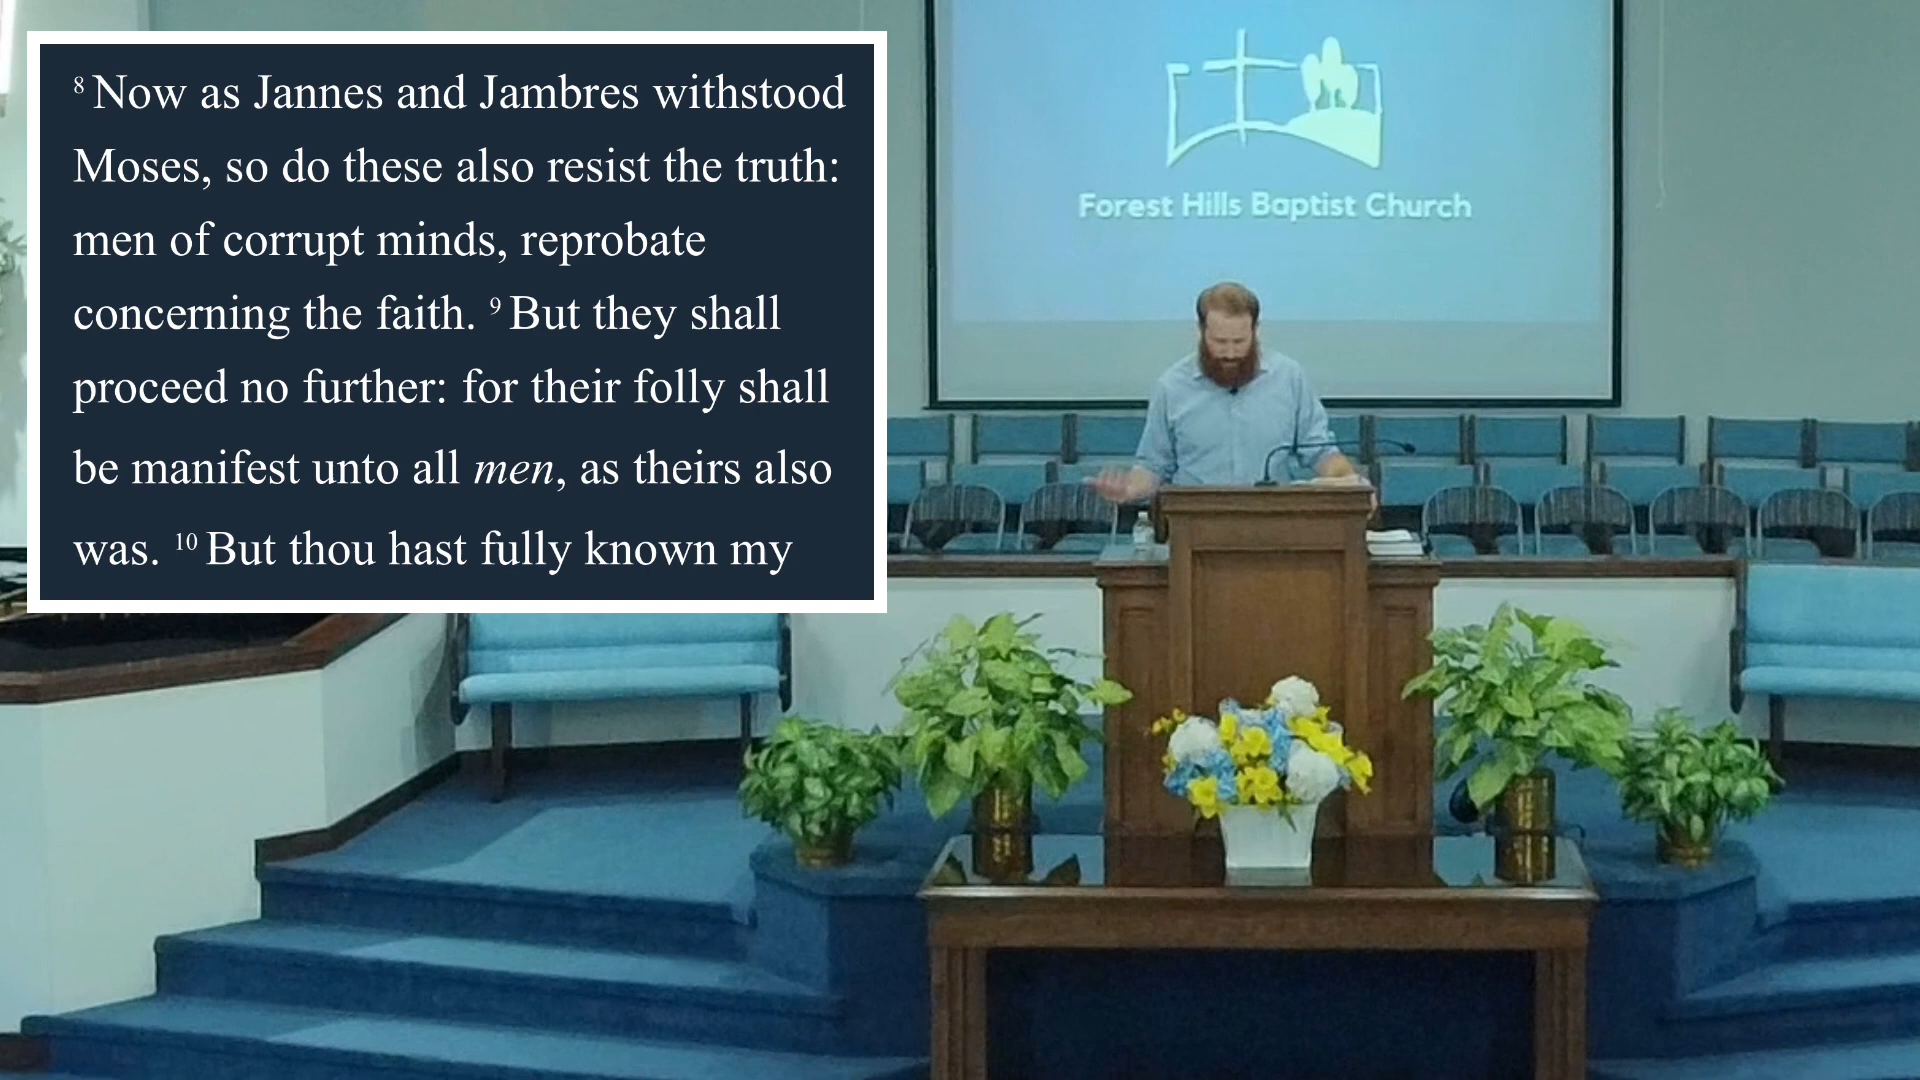 8 Now as Jannes and Jambres withstood
Moses, so do these also resist the truth:
men of corrupt minds, reprobate
concerning the faith. 9 But they shall
proceed no further: for their folly shall
be manifest unto all men, as theirs also
was. 10 But thou hast fully known my
Forest Hills Baptist Church